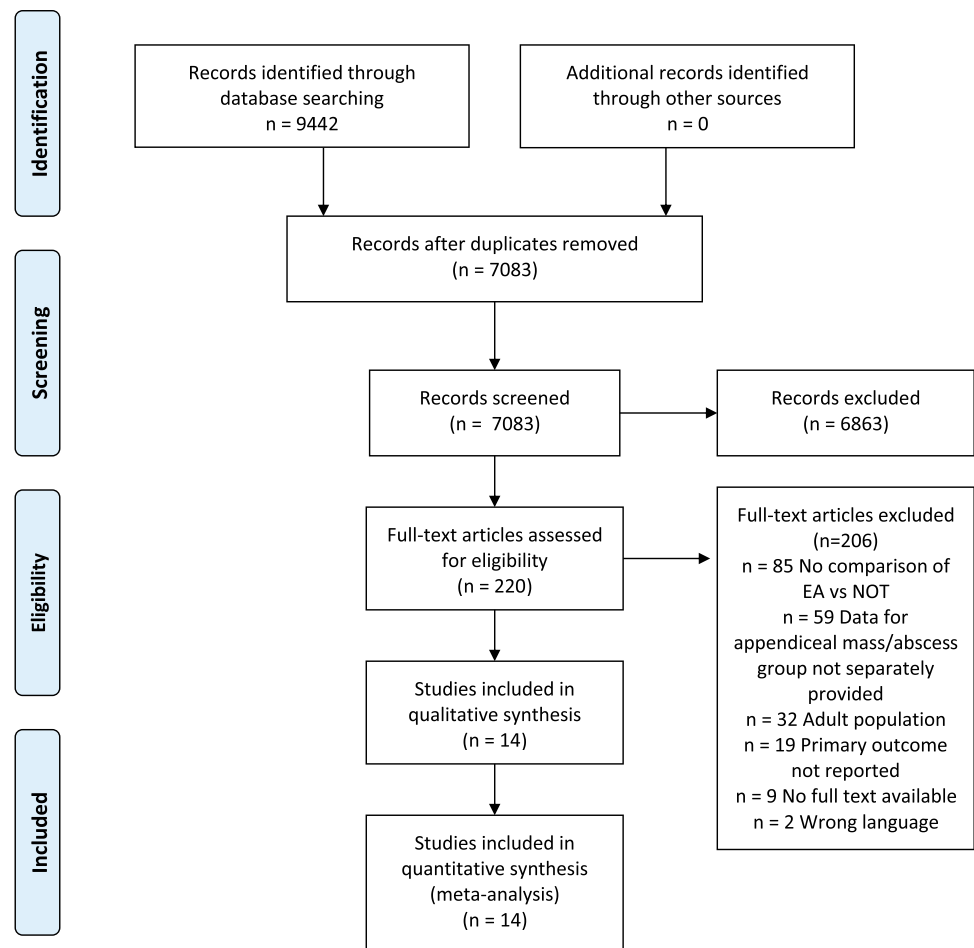 Identification
Records identified through
database searching
n = 9442
Additional records identified
through other sources
n = 0
Records after duplicates removed
(n = 7083)
Screening
Records screened
(n = 7083)
Records excluded
(n = 6863)
Eligibility
Full-text articles assessed
for eligibility
(n = 220)
Full-text articles excluded
(n=206)
n = 85 No comparison of
EA vs NOT
n = 59 Data for
appendiceal mass/abscess
group not separately
provided
n = 32 Adult population
n = 19 Primary outcome
not reported
n = 9 No full text available
n = 2 Wrong language
Studies included in
qualitative synthesis
(n = 14)
Included
Studies included in
quantitative synthesis
(meta-analysis)
(n = 14)